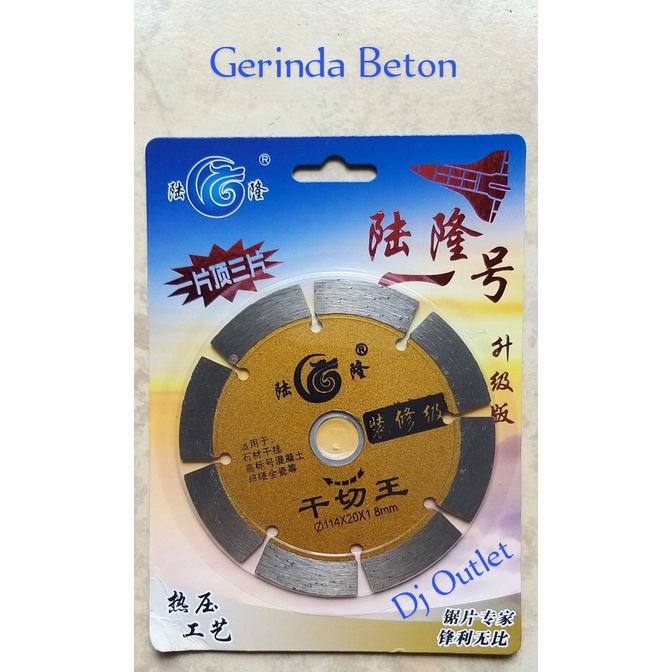 Gerinda Beton
陆 隆 ®
陆隆一号
一片顶三片
升级版
陆 隆 ®
装修级
适用于:
石材干挂
高标号混凝土
超硬全瓷等
干切王
Ø114X20X1 8mm
Dj Outlet
热压
工艺
锯片专家
锋利无比